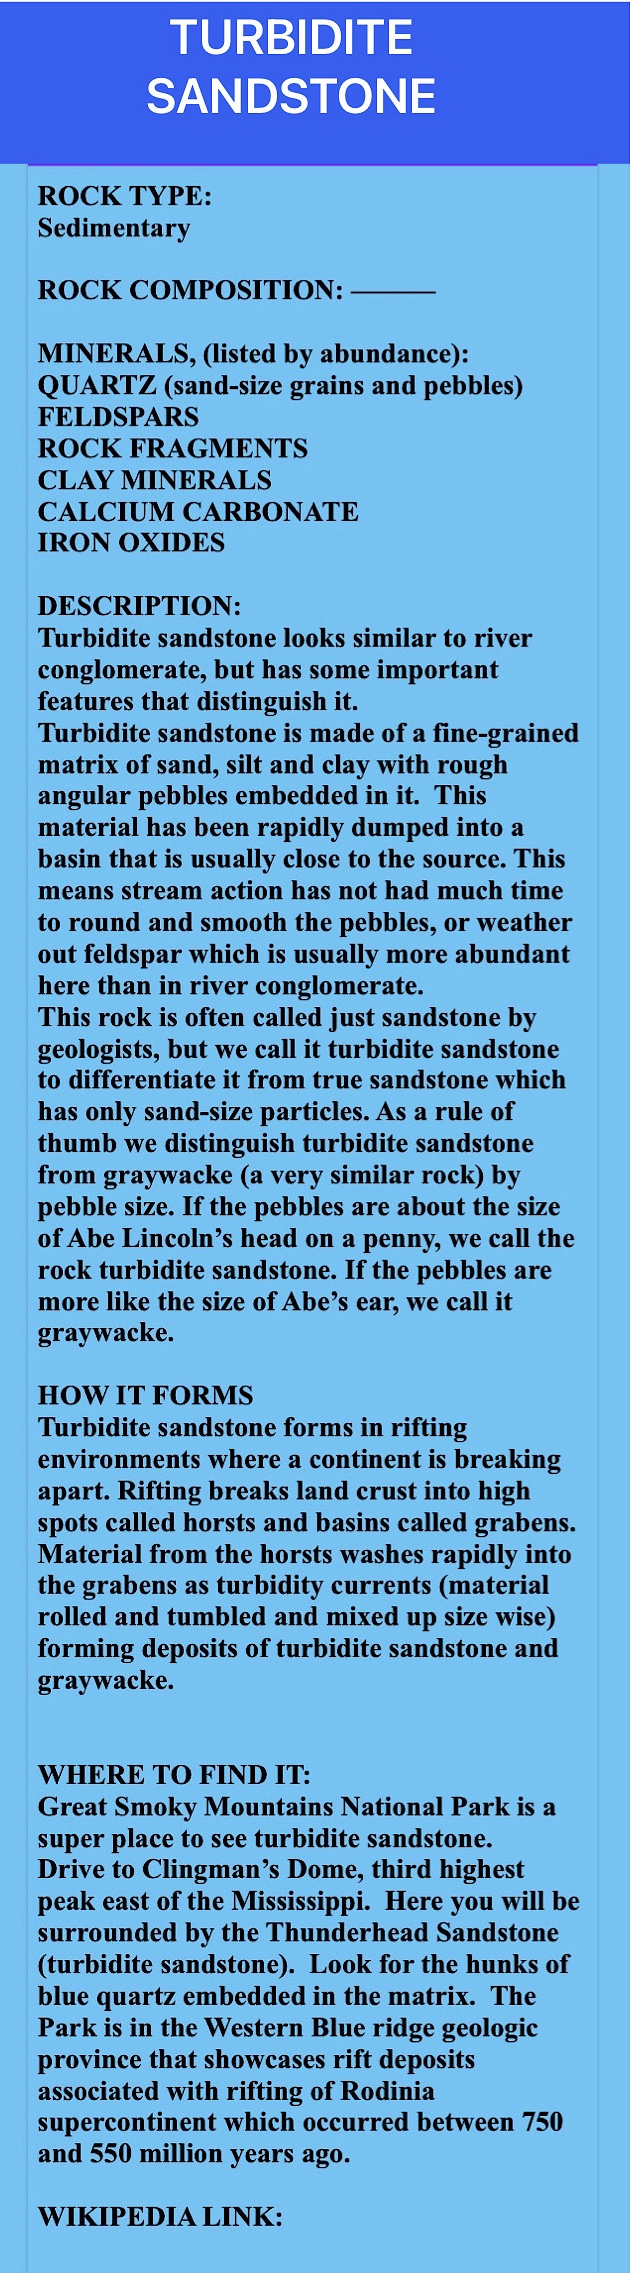 TURBIDITE
SANDSTONE
ROCK TYPE:
Sedimentary
ROCK COMPOSITION: ———
MINERALS, (listed by abundance):
QUARTZ (sand-size grains and pebbles)
FELDSPARS
ROCK FRAGMENTS
CLAY MINERALS
CALCIUM CARBONATE
IRON OXIDES
DESCRIPTION:
Turbidite sandstone looks similar to river
conglomerate, but has some important
features that distinguish it.
Turbidite sandstone is made of a fine-grained
matrix of sand, silt and clay with rough
angular pebbles embedded in it.  This
material has been rapidly dumped into a
basin that is usually close to the source. This
means stream action has not had much time
to round and smooth the pebbles, or weather
out feldspar which is usually more abundant
here than in river conglomerate.
This rock is often called just sandstone by
geologists, but we call it turbidite sandstone
to differentiate it from true sandstone which
has only sand-size particles. As a rule of
thumb we distinguish turbidite sandstone
from graywacke (a very similar rock) by
pebble size. If the pebbles are about the size
of Abe Lincoln’s head on a penny, we call the
rock turbidite sandstone. If the pebbles are
more like the size of Abe’s ear, we call it
graywacke.
HOW IT FORMS
Turbidite sandstone forms in rifting
environments where a continent is breaking
apart. Rifting breaks land crust into high
spots called horsts and basins called grabens.
Material from the horsts washes rapidly into
the grabens as turbidity currents (material
rolled and tumbled and mixed up size wise)
forming deposits of turbidite sandstone and
graywacke.
WHERE TO FIND IT:
Great Smoky Mountains National Park is a
super place to see turbidite sandstone.
Drive to Clingman’s Dome, third highest
peak east of the Mississippi.  Here you will be
surrounded by the Thunderhead Sandstone
(turbidite sandstone).  Look for the hunks of
blue quartz embedded in the matrix.  The
Park is in the Western Blue ridge geologic
province that showcases rift deposits
associated with rifting of Rodinia
supercontinent which occurred between 750
and 550 million years ago.
WIKIPEDIA LINK: